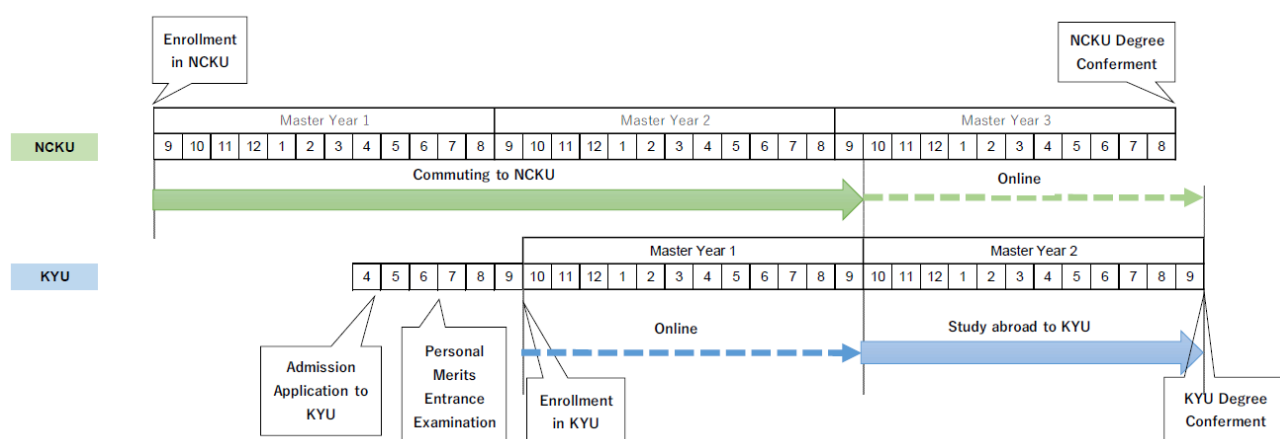 Enrollment
in NCKU
NCKU Degree
Conferment
Master Year 1 Master Year 2 Master Year 3
NCKU 9 10 11 12 1 2 3 4 5 6 7 8 9 10 11 12 1 2 3 4 5 6 7 8 9 10 11 12 1 2 3 4 5 6 7 8
Commuting to NCKU Online
Master Year 1 Master Year 2
KYU 4 5 6 7 8 9 10 11 12 1 2 3 4 5 6 7 8 9 10 11 12 1 2 3 4 5 6 7 8 9
Online Study abroad to KYU
Admission
Application to
KYU
Personal
Merits
Entrance
Examination
Enrollment
in KYU
KYU Degree
Conferment